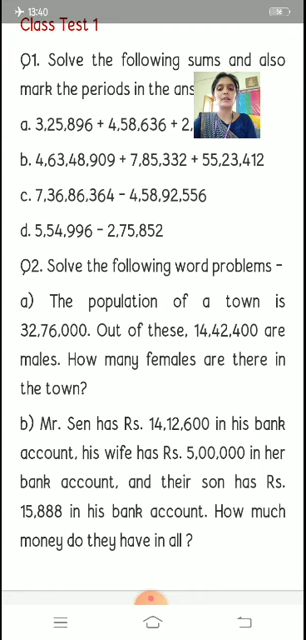 13:40
56
Class Test 1
Q1. Solve the following sums and also
mark the periods in the ans
a. 3,25,896 + 4,58,636 + 2,
b. 4,63,48,909 + 7,85,332 + 55,23,412
c. 7,36,86,364 - 4,58,92,556
d. 5,54,996 - 2,75,852
Q2. Solve the following word problems -
a) The population of a town is
32,76,000. Out of these, 14,42,400 are
males. How many females are there in
the town?
b) Mr. Sen has Rs. 14,12,600 in his bank
account, his wife has Rs. 5,00,000 in her
bank account, and their son has Rs.
15,888 in his bank account. How much
money do they have in all ?